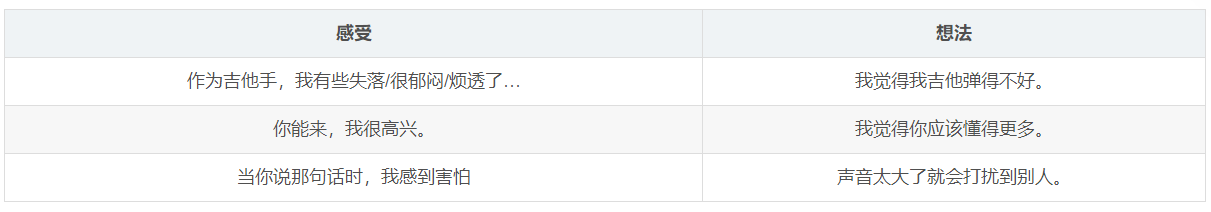 感受 想法
作为吉他手，我有些失落/很郁闷/烦透了… 我觉得我吉他弹得不好。
你能来，我很高兴。 我觉得你应该懂得更多。
当你说那句话时，我感到害怕 声音太大了就会打扰到别人。